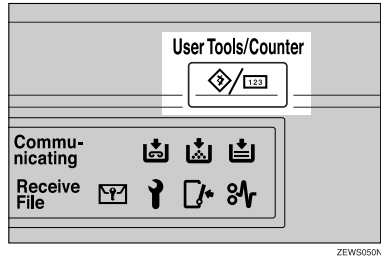 User Tools/Counter
123
Commu-
nicating
Receive
File
ZEWS050N